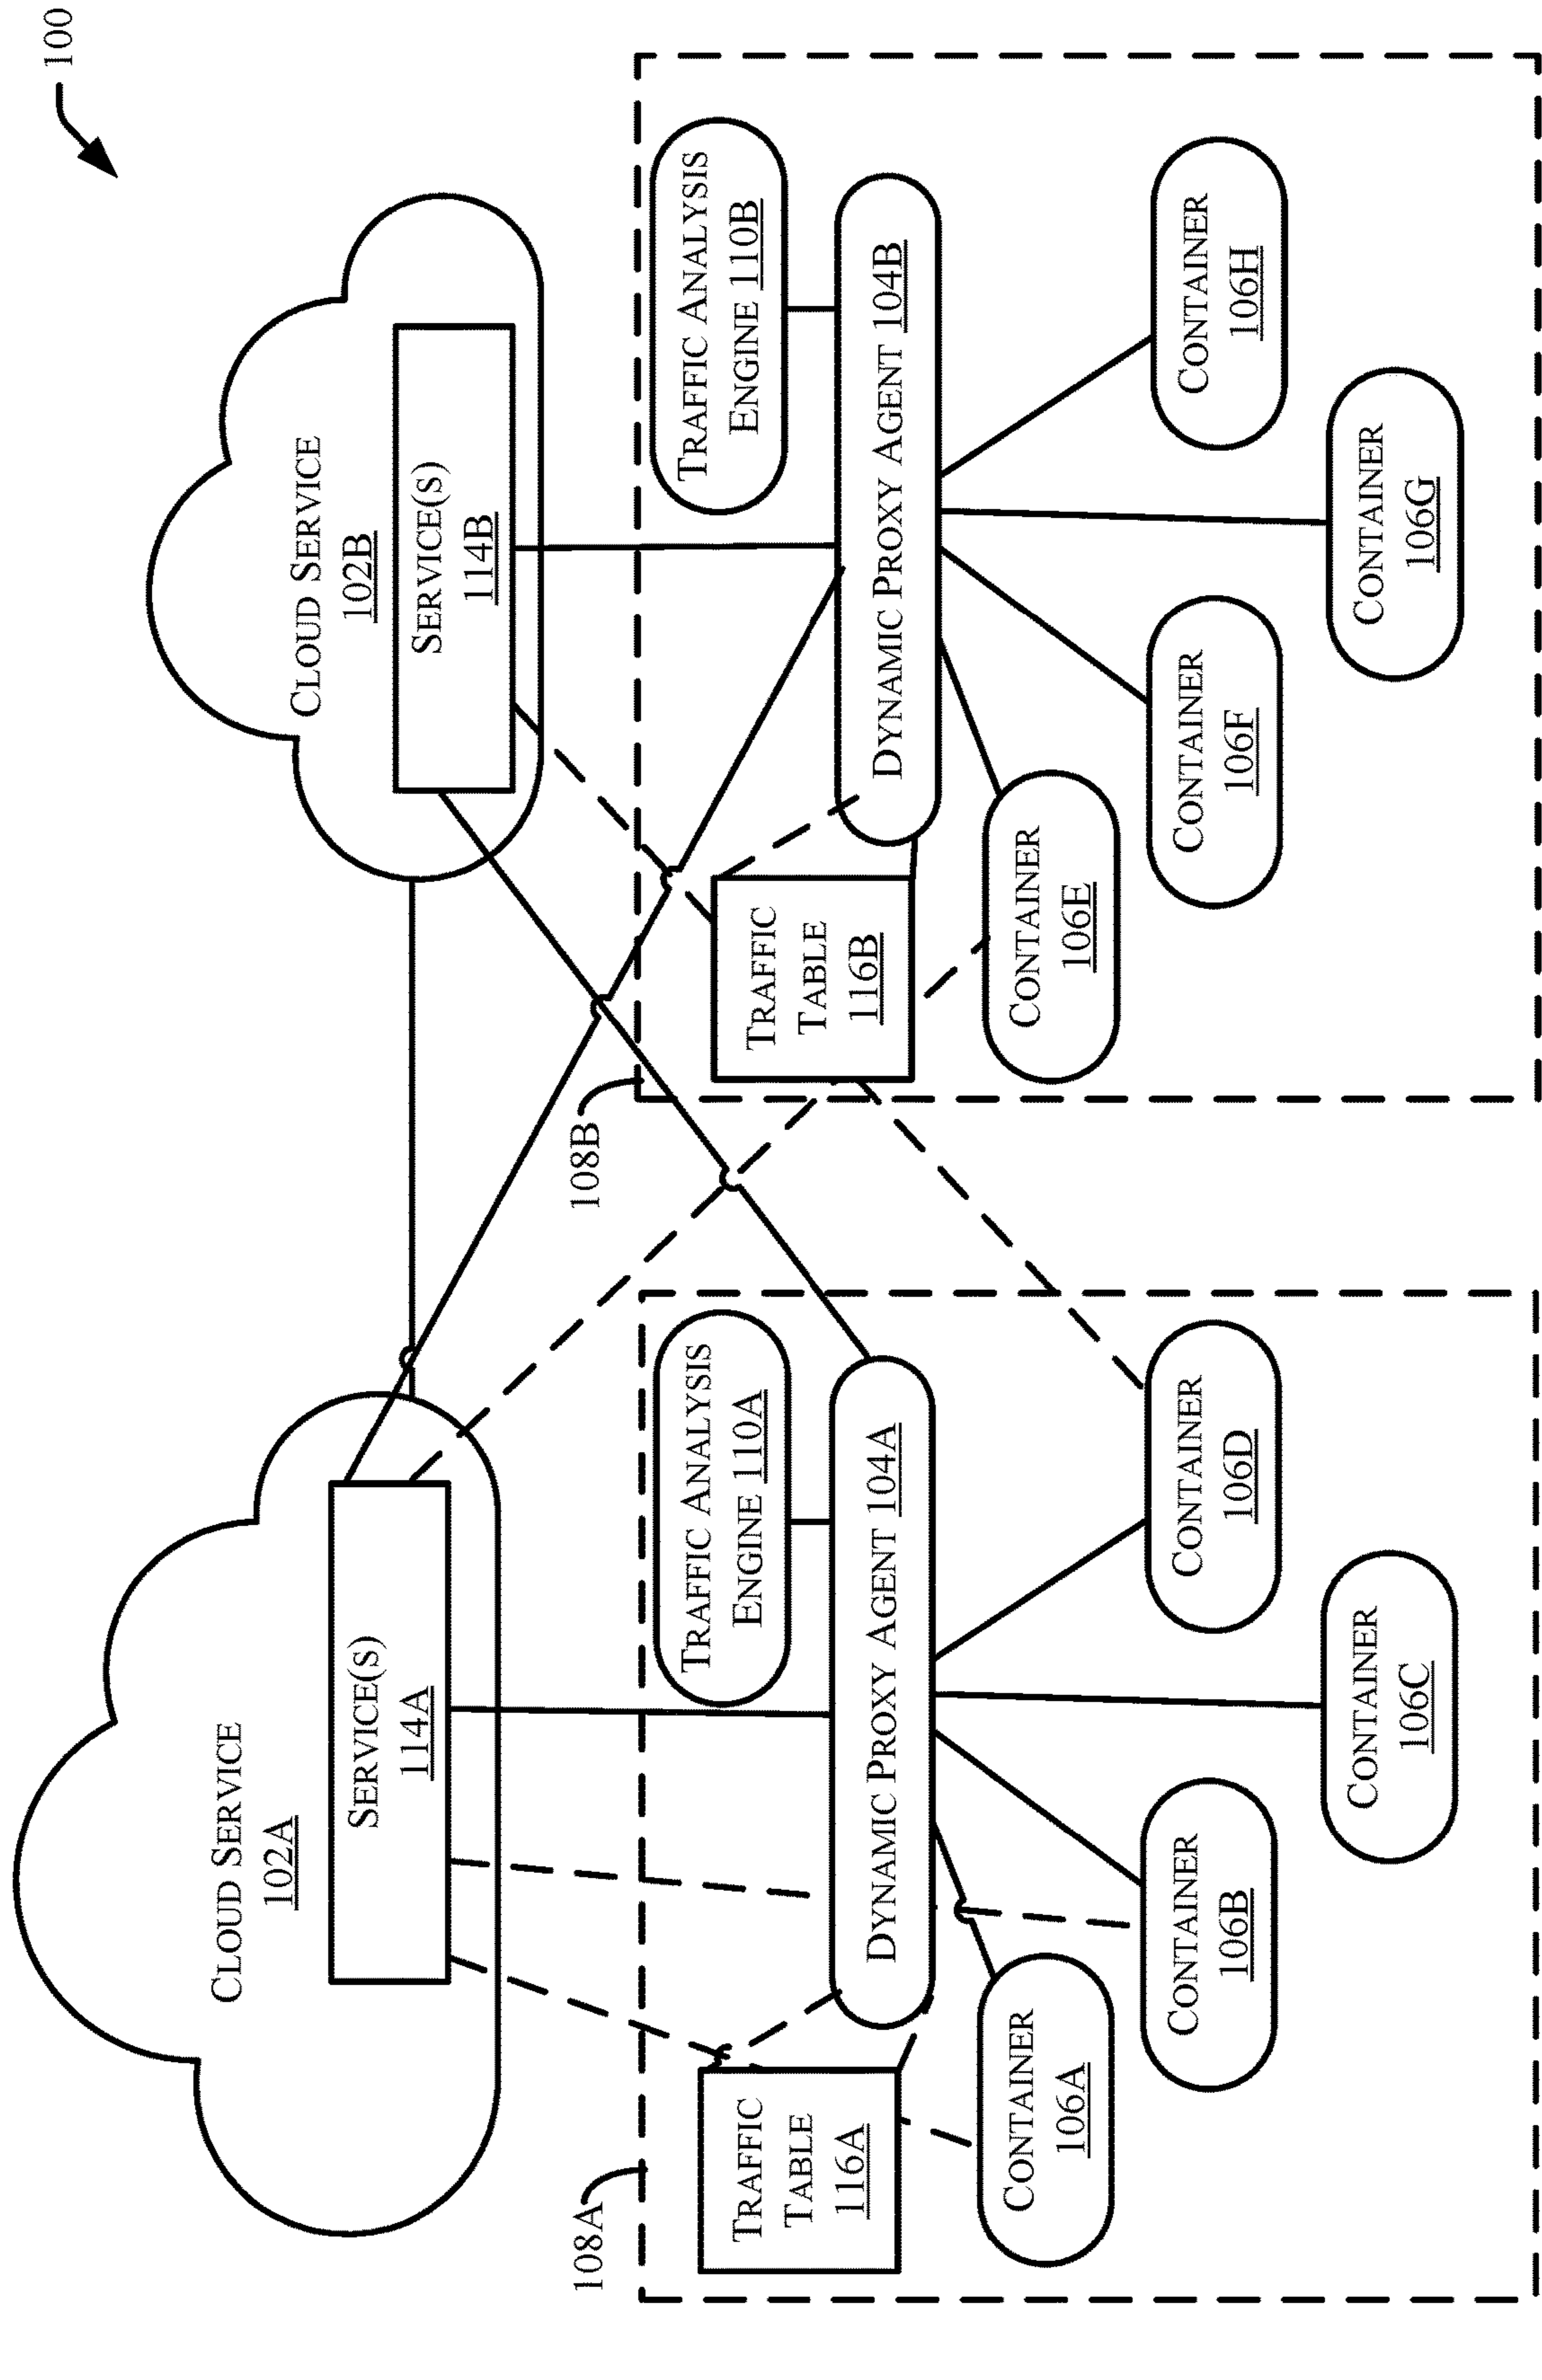 100
CLOUD SERVICE
102A
SERVICE(S)
114A
CLOUD SERVICE
102B
SERVICE(S)
114B
108A
TRAFFIC
TABLE
116A
TRAFFIC ANALYSIS
ENGINE 110A
DYNAMIC PROXY AGENT 104A
CONTAINER
106A
CONTAINER
106B
CONTAINER
106C
CONTAINER
106D
108B
TRAFFIC
TABLE
116B
TRAFFIC ANALYSIS
ENGINE 110B
DYNAMIC PROXY AGENT 104B
CONTAINER
106E
CONTAINER
106F
CONTAINER
106G
CONTAINER
106H